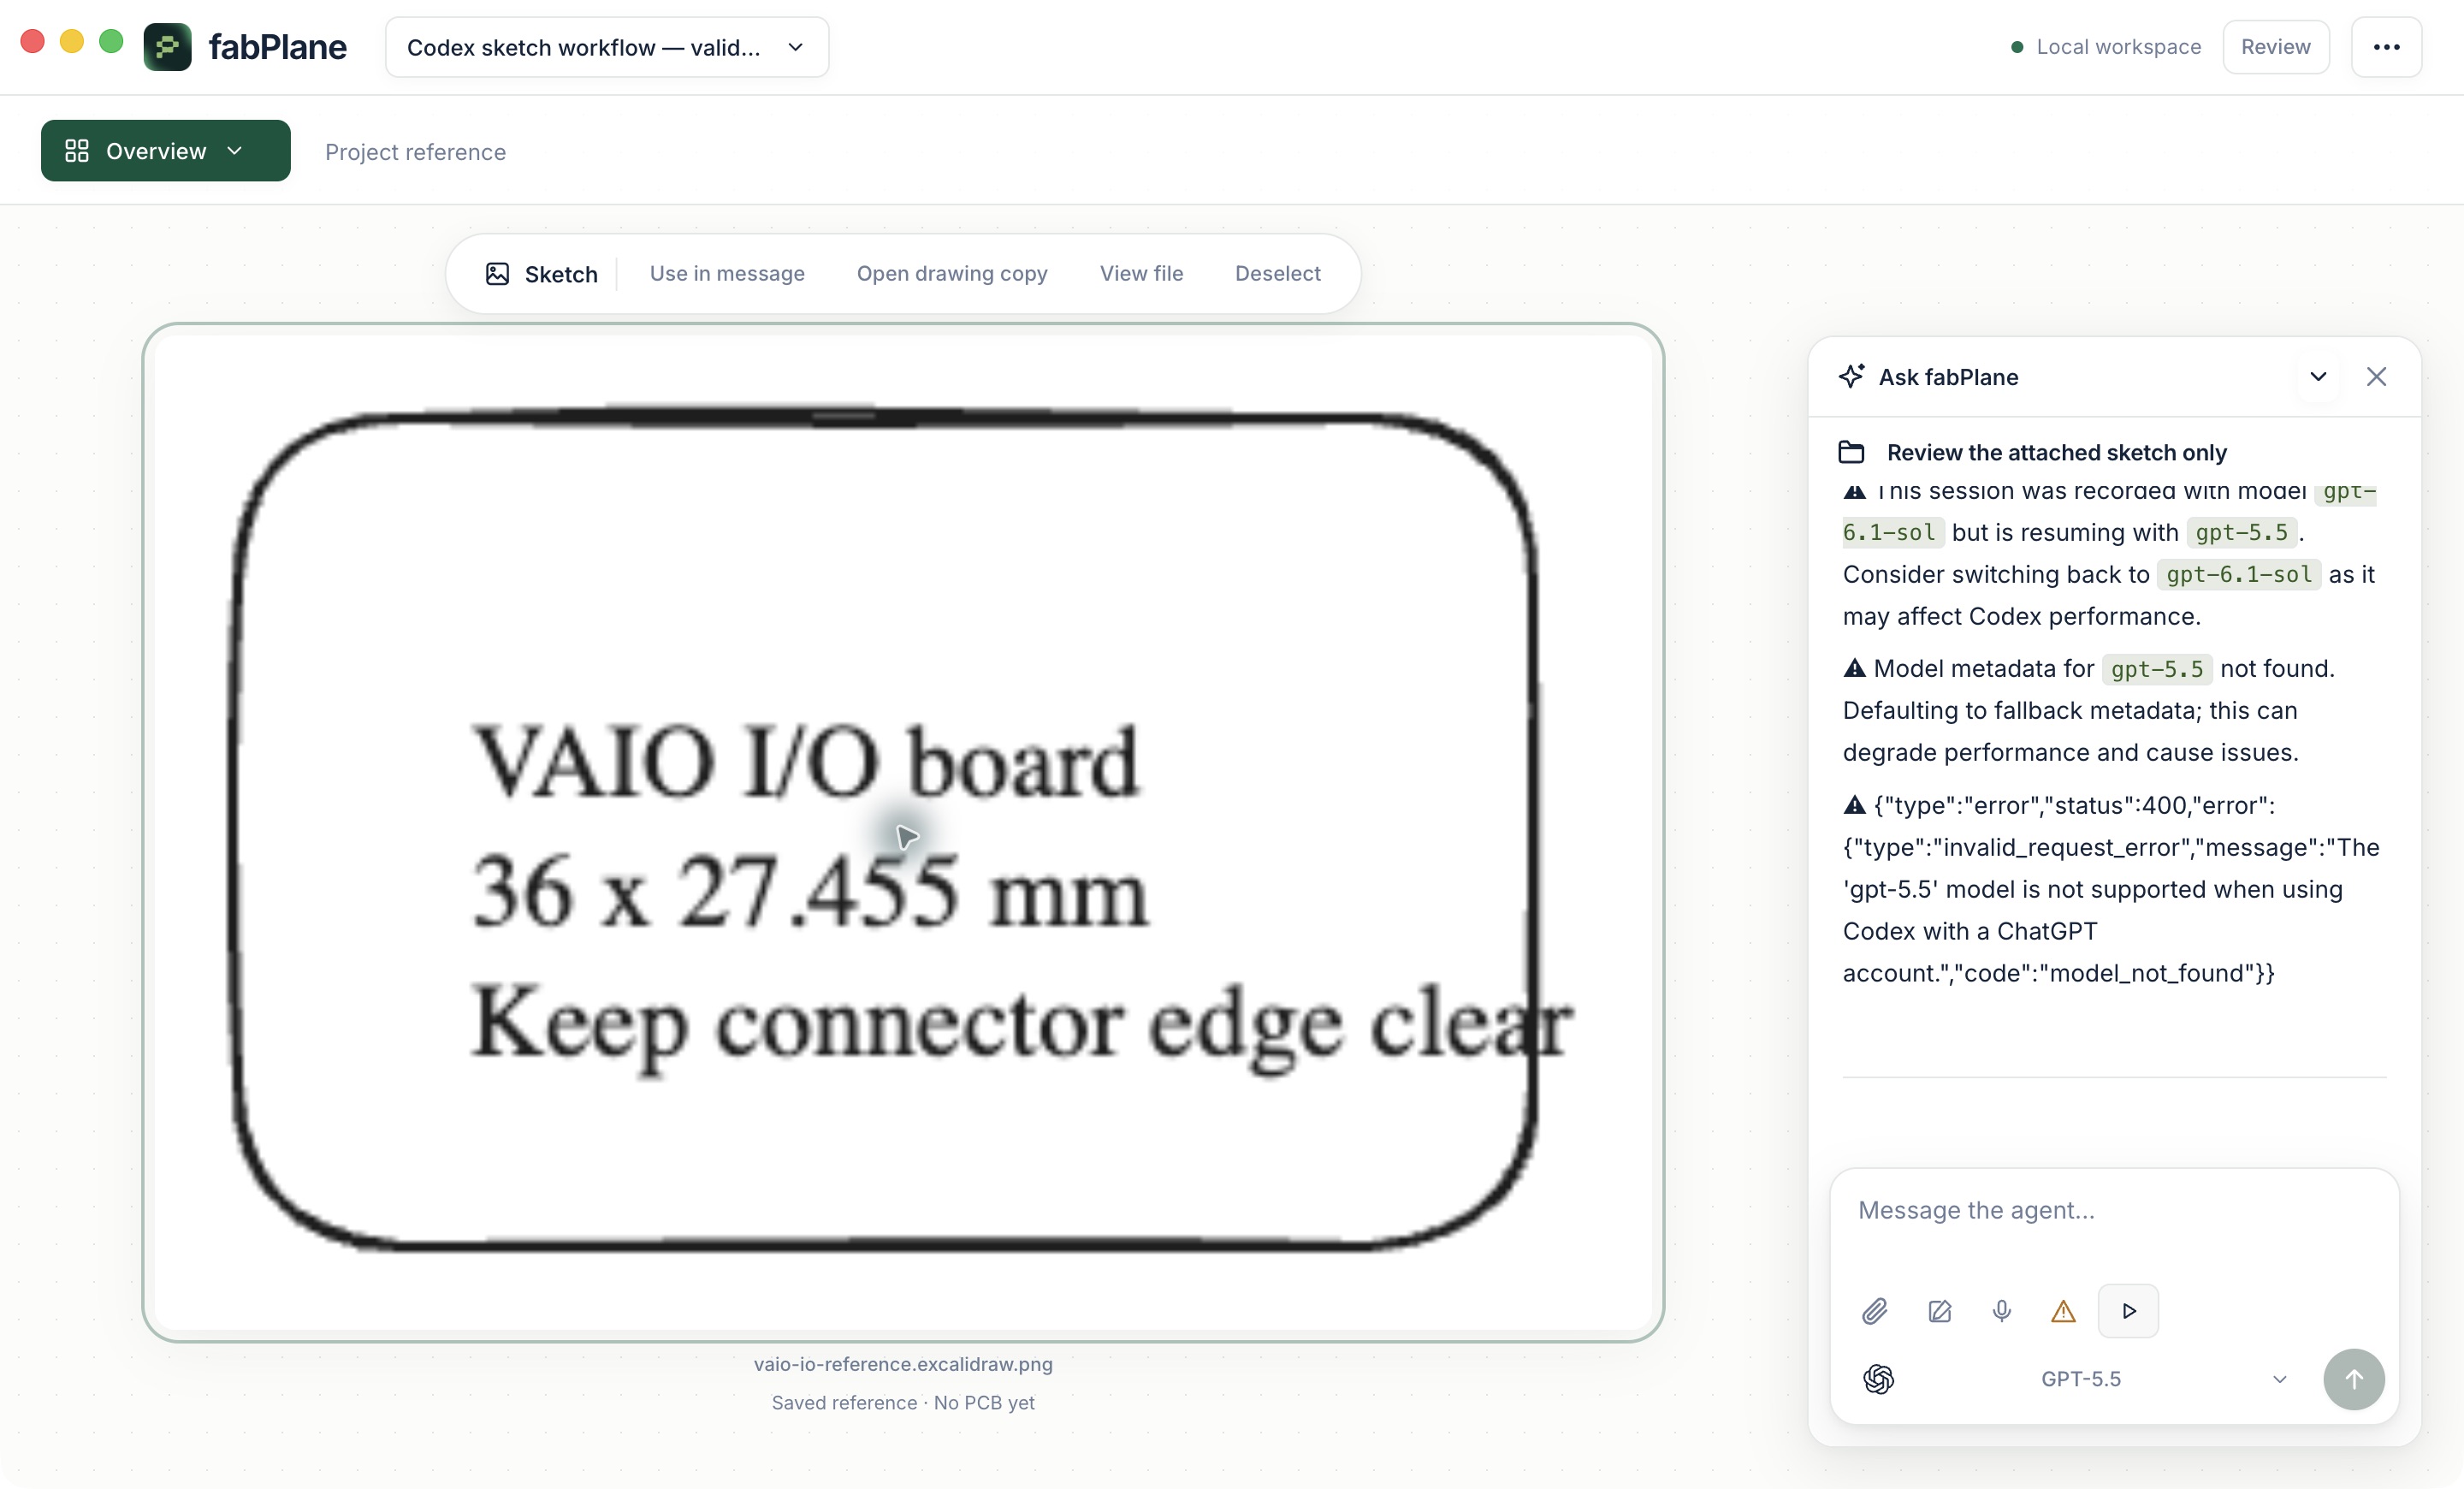 fabPlane
Codex sketch workflow — valid...
Local workspace
Review
Overview
Project reference
Sketch
Use in message
Open drawing copy
View file
Deselect
VAIO I/O board
36 x 27.455 mm
Keep connector edge clear
vaio-io-reference.excalidraw.png
Saved reference · No PCB yet
Ask fabPlane
Review the attached sketch only
This session was recorded with model gpt-
6.1-sol but is resuming with gpt-5.5.
Consider switching back to gpt-6.1-sol as it
may affect Codex performance.
Model metadata for gpt-5.5 not found.
Defaulting to fallback metadata; this can
degrade performance and cause issues.
{"type":"error","status":400,"error":
{"type":"invalid_request_error","message":"The
'gpt-5.5' model is not supported when using
Codex with a ChatGPT
account.","code":"model_not_found"}}
Message the agent...
GPT-5.5